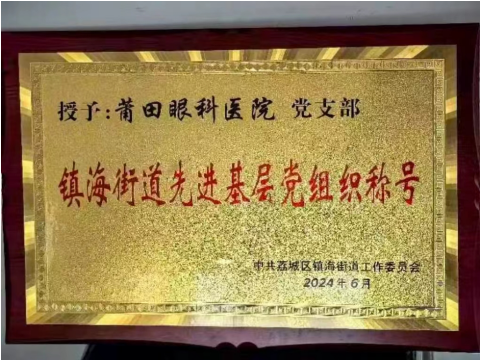 授予:莆田眼科医院 党支部
镇海街道先进基层党组织称号
中共荔城区镇海街道工作委员会
2024年6月